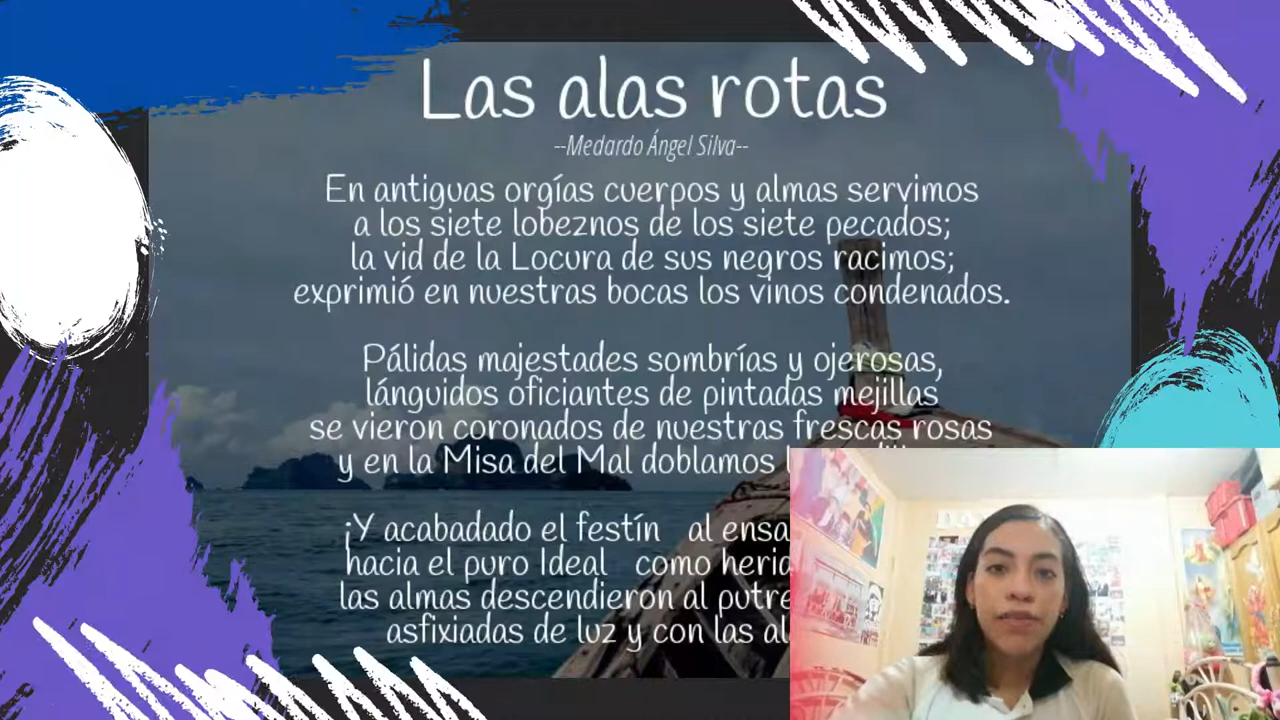 Las alas rotas
--Medardo Ángel Silva--
En antiguas orgías cuerpos y almas servimos
a los siete lobeznos de los siete pecados;
la vid de la Locura de sus negros racimos;
exprimió en nuestras bocas los vinos condenados.
Pálidas majestades sombrías y ojerosas,
lánguidos oficiantes de pintadas mejillas
se vieron coronados de nuestras frescas rosas
y en la Misa del Mal doblamos
¡Y acabadado el festín al
hacia el puro Ideal como
las almas descendieron al
asfixiadas de luz y con las